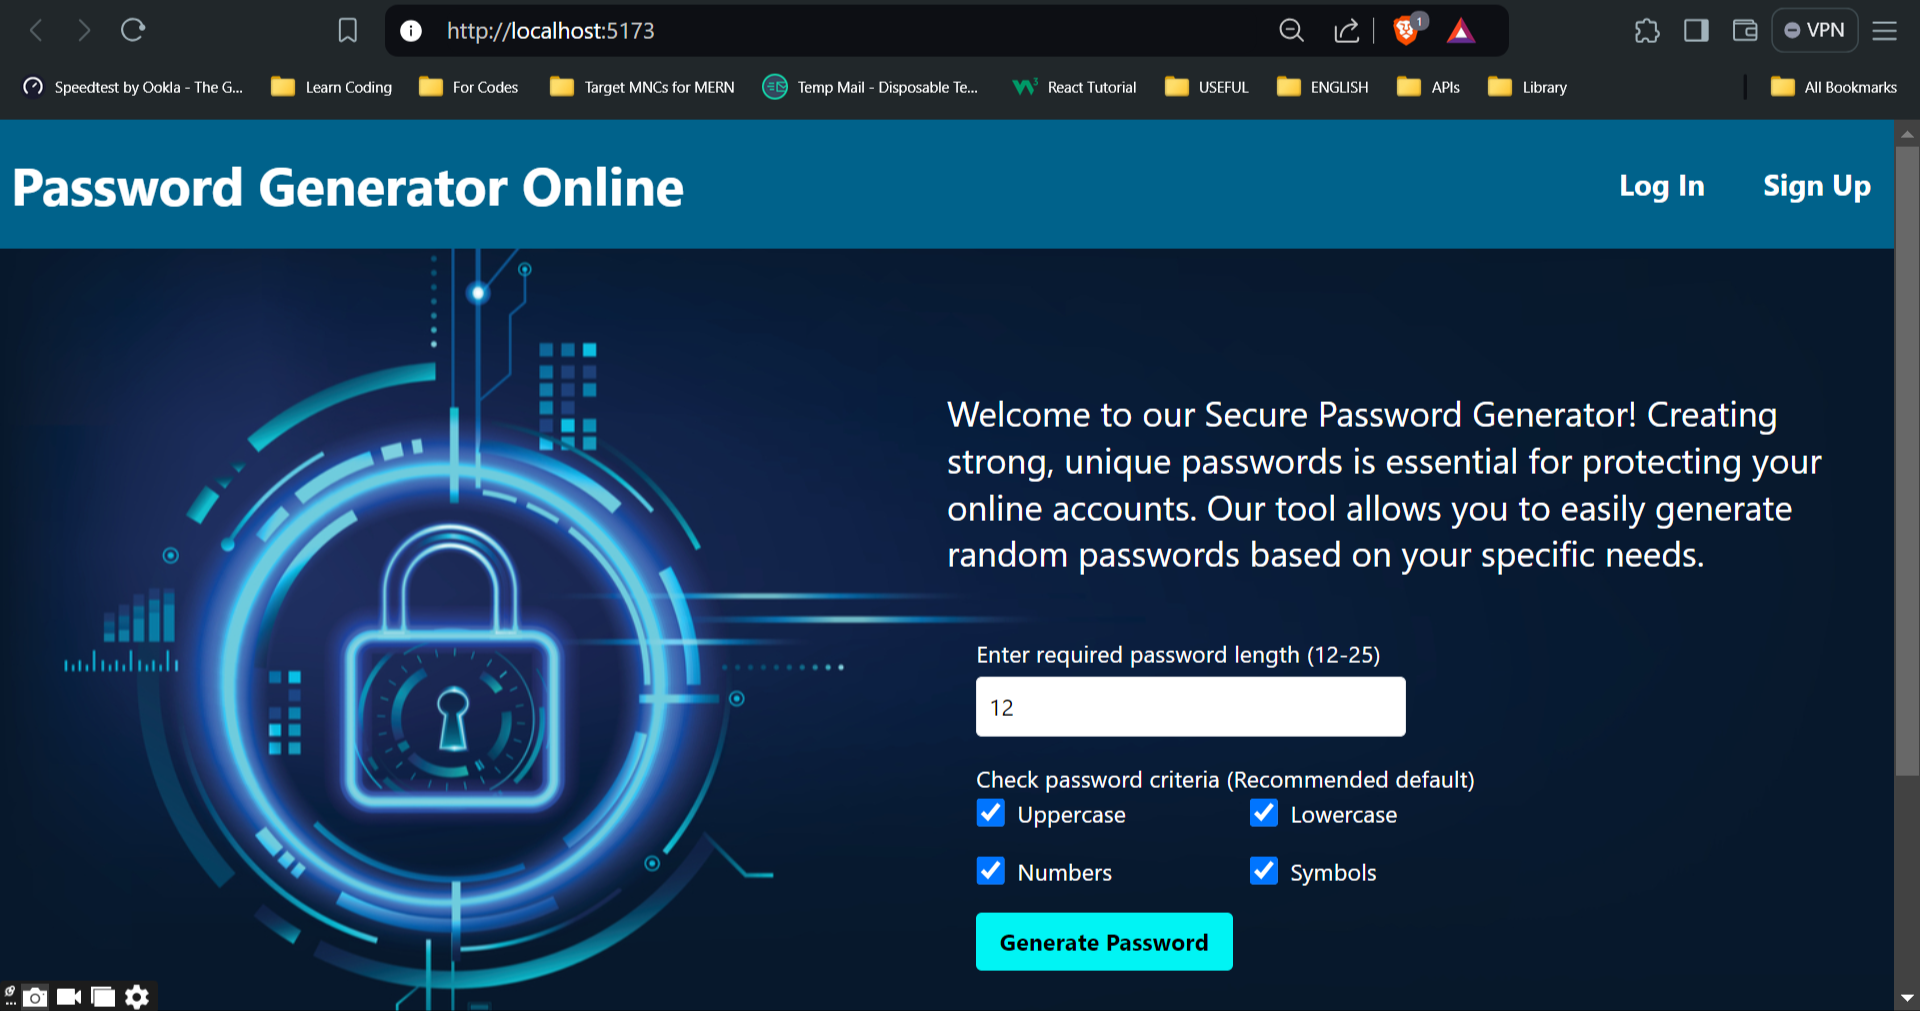 http://localhost:5173
1
VPN
Speedtest by Ookla - The G...
Learn Coding
For Codes
Target MNCs for MERN
Temp Mail - Disposable Te...
React Tutorial
USEFUL
ENGLISH
APIs
Library
All Bookmarks
Password Generator Online
Log In
Sign Up
Welcome to our Secure Password Generator! Creating
strong, unique passwords is essential for protecting your
online accounts. Our tool allows you to easily generate
random passwords based on your specific needs.
Enter required password length (12-25)
12
Check password criteria (Recommended default)
Uppercase
Lowercase
Numbers
Symbols
Generate Password